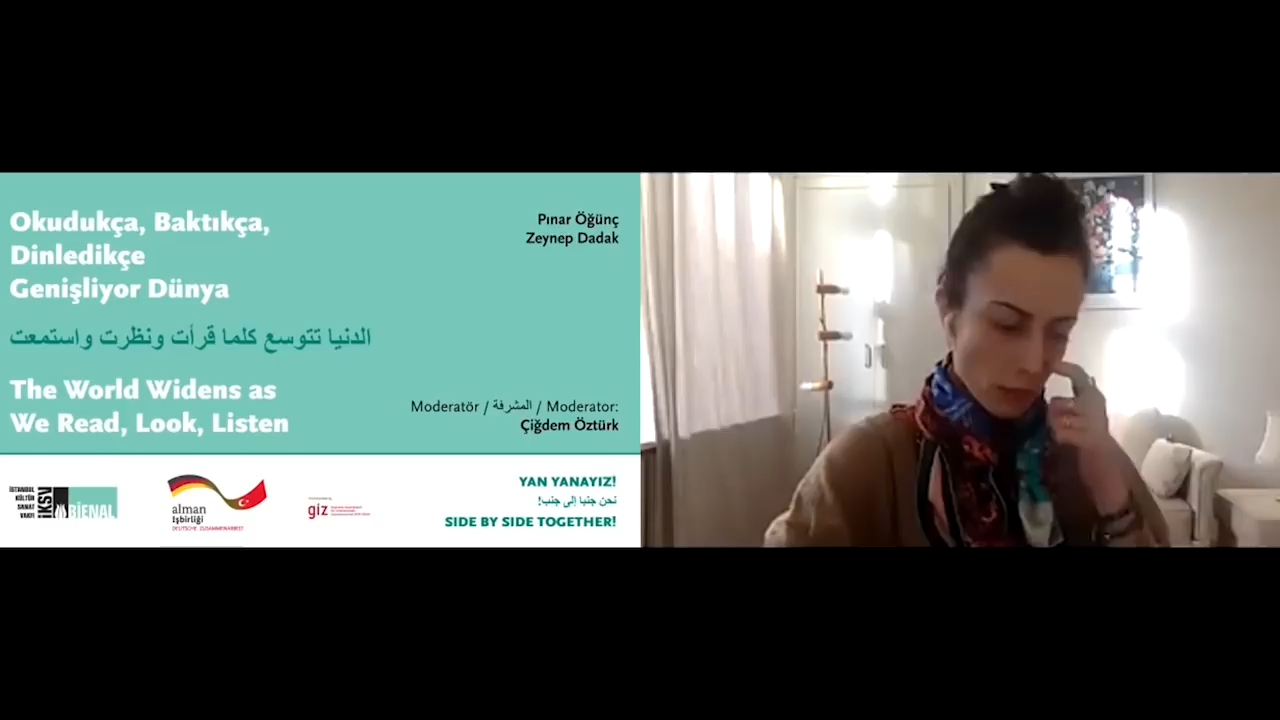 Okudukça, Baktıkça,
Dinledikçe
Genişliyor Dünya
الدنيا تتوسع كلما قرأت ونظرت واستمعت
The World Widens as
We Read, Look, Listen
Pınar Öğünç
Zeynep Dadak
Moderatör / المشرفة / Moderator:
Çiğdem Öztürk
İSTANBUL
KÜLTÜR
SANAT
VAKFI
İKSV
BİENAL
alman
işbirliği
DEUTSCHE ZUSAMMENARBEIT
giz
YAN YANAYIZ!
نحن جنبا إلى جنب!
SIDE BY SIDE TOGETHER!